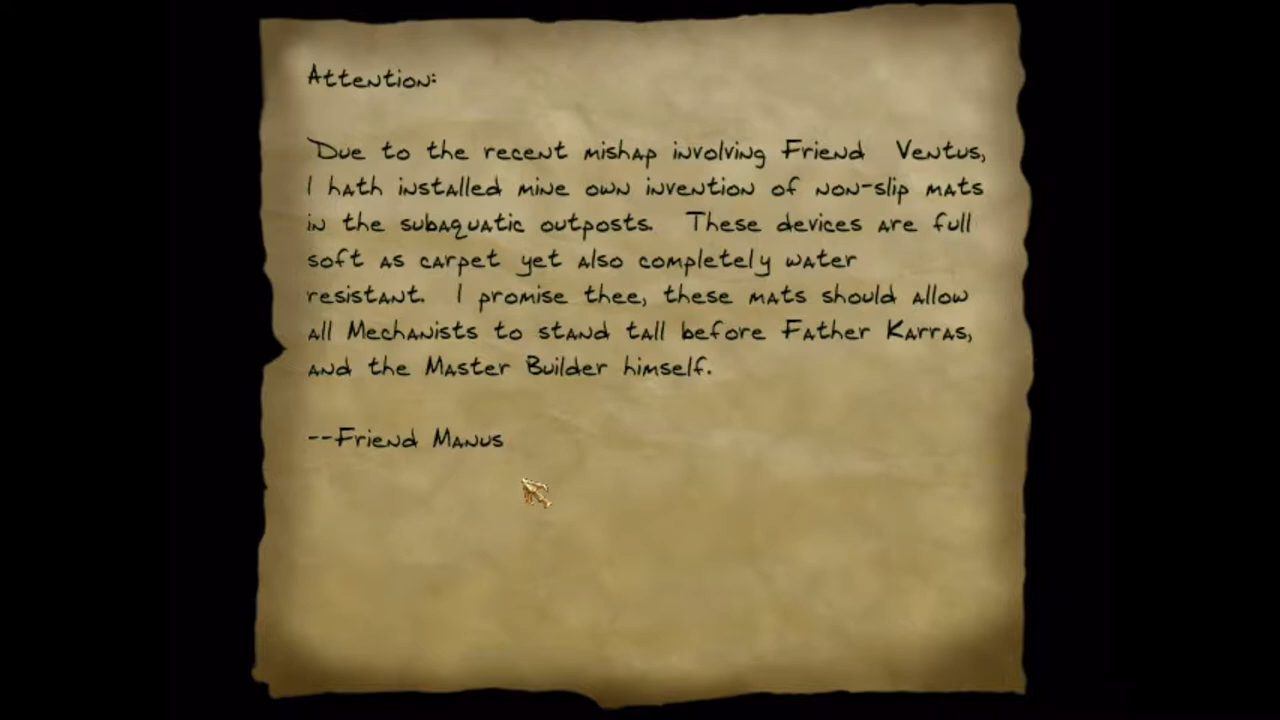 Attention:
Due to the recent mishap involving Friend Ventus,
I hath installed mine own invention of non-slip mats
in the subaquatic outposts. These devices are full
soft as carpet yet also completely water
resistant. I promise thee, these mats should allow
all Mechanists to stand tall before Father Karras,
and the Master Builder himself.
--Friend Manus